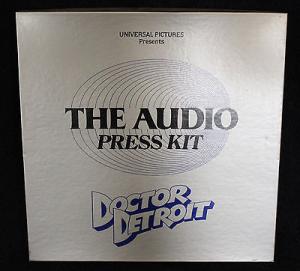 UNIVERSAL PICTURES
Presents
THE AUDIO
PRESS KIT
DOCTOR
DETROIT